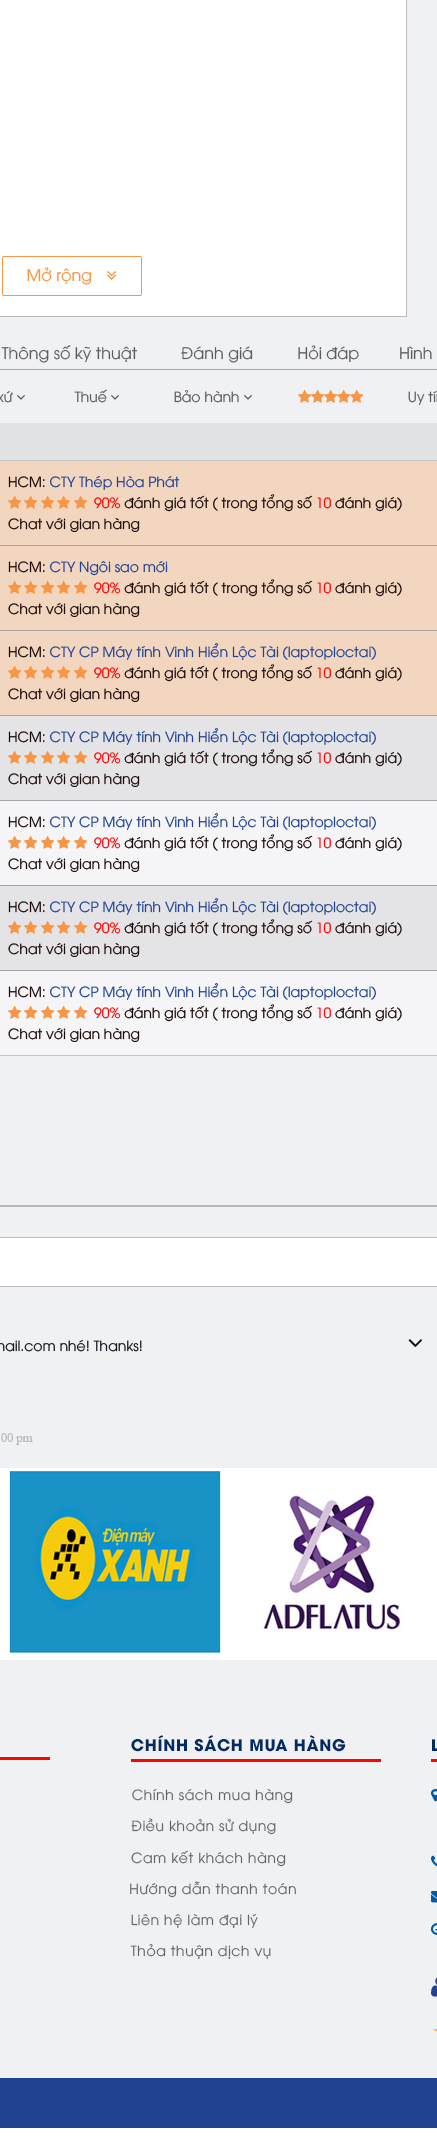 Mở rộng
Thông số kỹ thuật Đánh giá Hỏi đáp Hình
xứ Thuế Bảo hành Uy tí
HCM: CTY Thép Hòa Phát
90% đánh giá tốt ( trong tổng số 10 đánh giá)
Chat với gian hàng
HCM: CTY Ngôi sao mới
90% đánh giá tốt ( trong tổng số 10 đánh giá)
Chat với gian hàng
HCM: CTY CP Máy tính Vinh Hiển Lộc Tài (laptoploctai)
90% đánh giá tốt ( trong tổng số 10 đánh giá)
Chat với gian hàng
HCM: CTY CP Máy tính Vinh Hiển Lộc Tài (laptoploctai)
90% đánh giá tốt ( trong tổng số 10 đánh giá)
Chat với gian hàng
HCM: CTY CP Máy tính Vinh Hiển Lộc Tài (laptoploctai)
90% đánh giá tốt ( trong tổng số 10 đánh giá)
Chat với gian hàng
HCM: CTY CP Máy tính Vinh Hiển Lộc Tài (laptoploctai)
90% đánh giá tốt ( trong tổng số 10 đánh giá)
Chat với gian hàng
HCM: CTY CP Máy tính Vinh Hiển Lộc Tài (laptoploctai)
90% đánh giá tốt ( trong tổng số 10 đánh giá)
Chat với gian hàng
nail.com nhé! Thanks!
00 pm
Điện máy
XANH
ADFLATUS
CHÍNH SÁCH MUA HÀNG
Chính sách mua hàng
Điều khoản sử dụng
Cam kết khách hàng
Hướng dẫn thanh toán
Liên hệ làm đại lý
Thỏa thuận dịch vụ